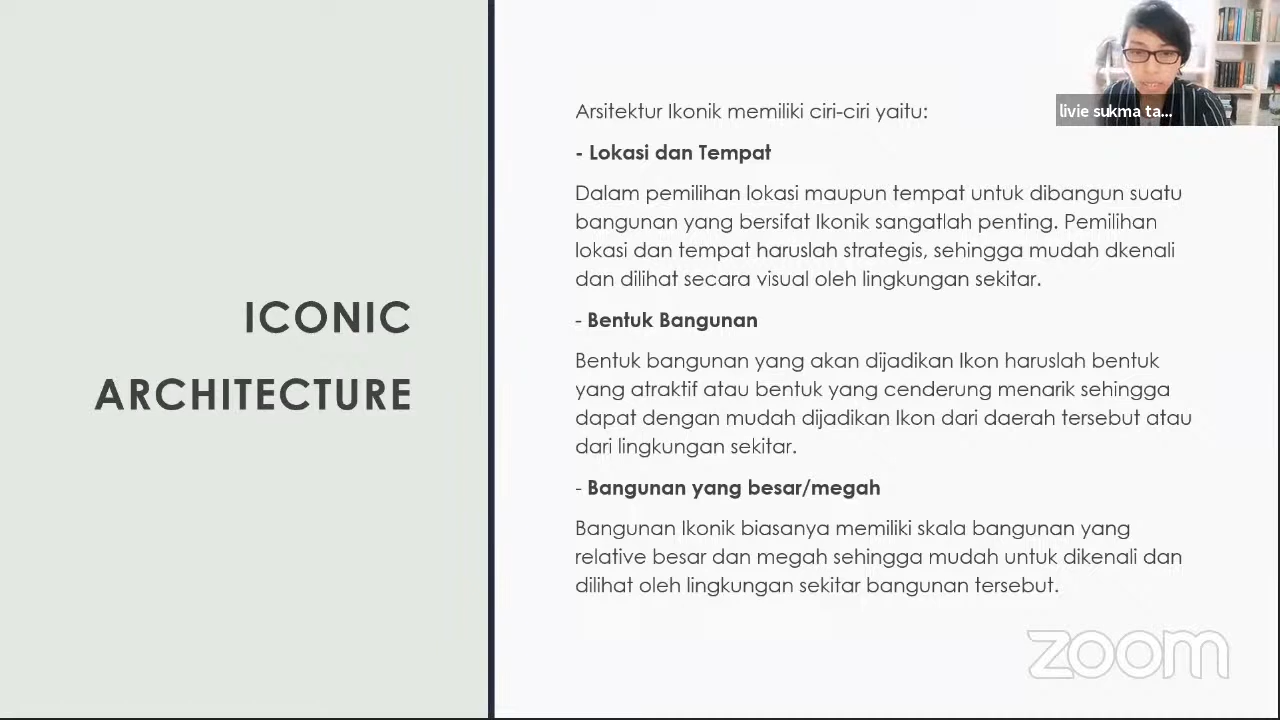 ICONIC
ARCHITECTURE
Arsitektur Ikonik memiliki ciri-ciri yaitu:
- Lokasi dan Tempat
Dalam pemilihan lokasi maupun tempat untuk dibangun suatu
bangunan yang bersifat Ikonik sangatlah penting. Pemilihan
lokasi dan tempat haruslah strategis, sehingga mudah dkenali
dan dilihat secara visual oleh lingkungan sekitar.
- Bentuk Bangunan
Bentuk bangunan yang akan dijadikan Ikon haruslah bentuk
yang atraktif atau bentuk yang cenderung menarik sehingga
dapat dengan mudah dijadikan Ikon dari daerah tersebut atau
dari lingkungan sekitar.
- Bangunan yang besar/megah
Bangunan Ikonik biasanya memiliki skala bangunan yang
relative besar dan megah sehingga mudah untuk dikenali dan
dilihat oleh lingkungan sekitar bangunan tersebut.
livie sukma ta...
zoom